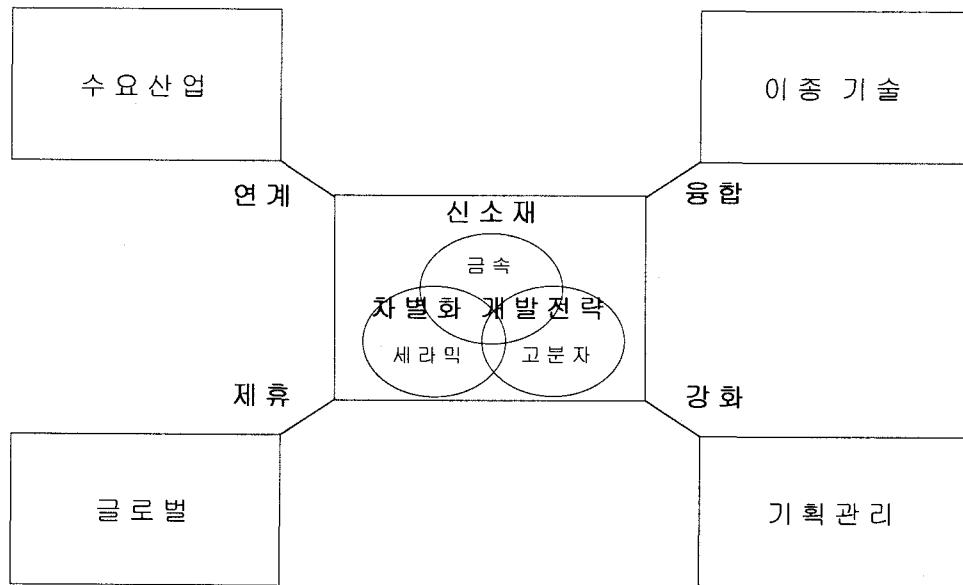 수요산업
이종 기술
연계
융합
신소재
금속
차별화 개발전략
세라믹
고분자
제휴
강화
글로벌
기획관리